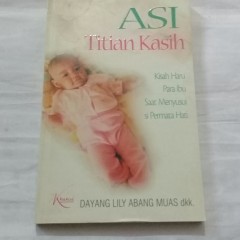 ASI
Titian Kasih
Kisah Haru
Para Ibu
Saat Menyusui
si Permata Hati
DAYANG LILY ABANG MUAS dkk.